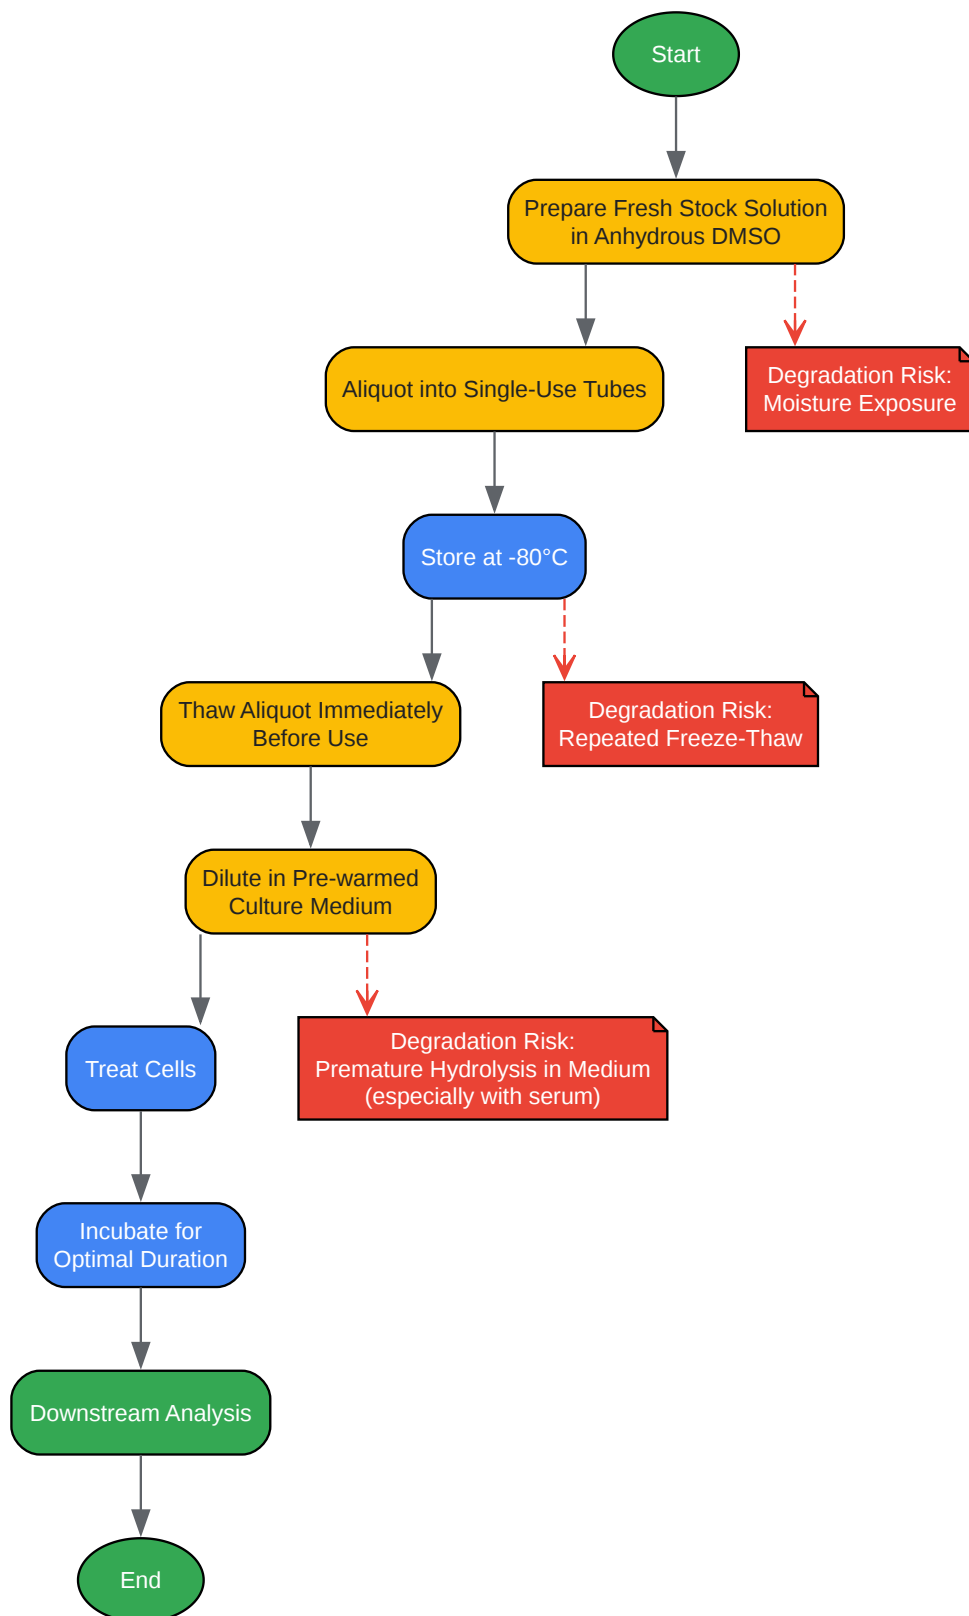 Start
Prepare Fresh Stock Solution
in Anhydrous DMSO
Aliquot into Single-Use Tubes
Degradation Risk:
Moisture Exposure
Store at -80°C
Thaw Aliquot Immediately
Before Use
Degradation Risk:
Repeated Freeze-Thaw
Dilute in Pre-warmed
Culture Medium
Treat Cells
Degradation Risk:
Premature Hydrolysis in Medium
(especially with serum)
Incubate for
Optimal Duration
Downstream Analysis
End